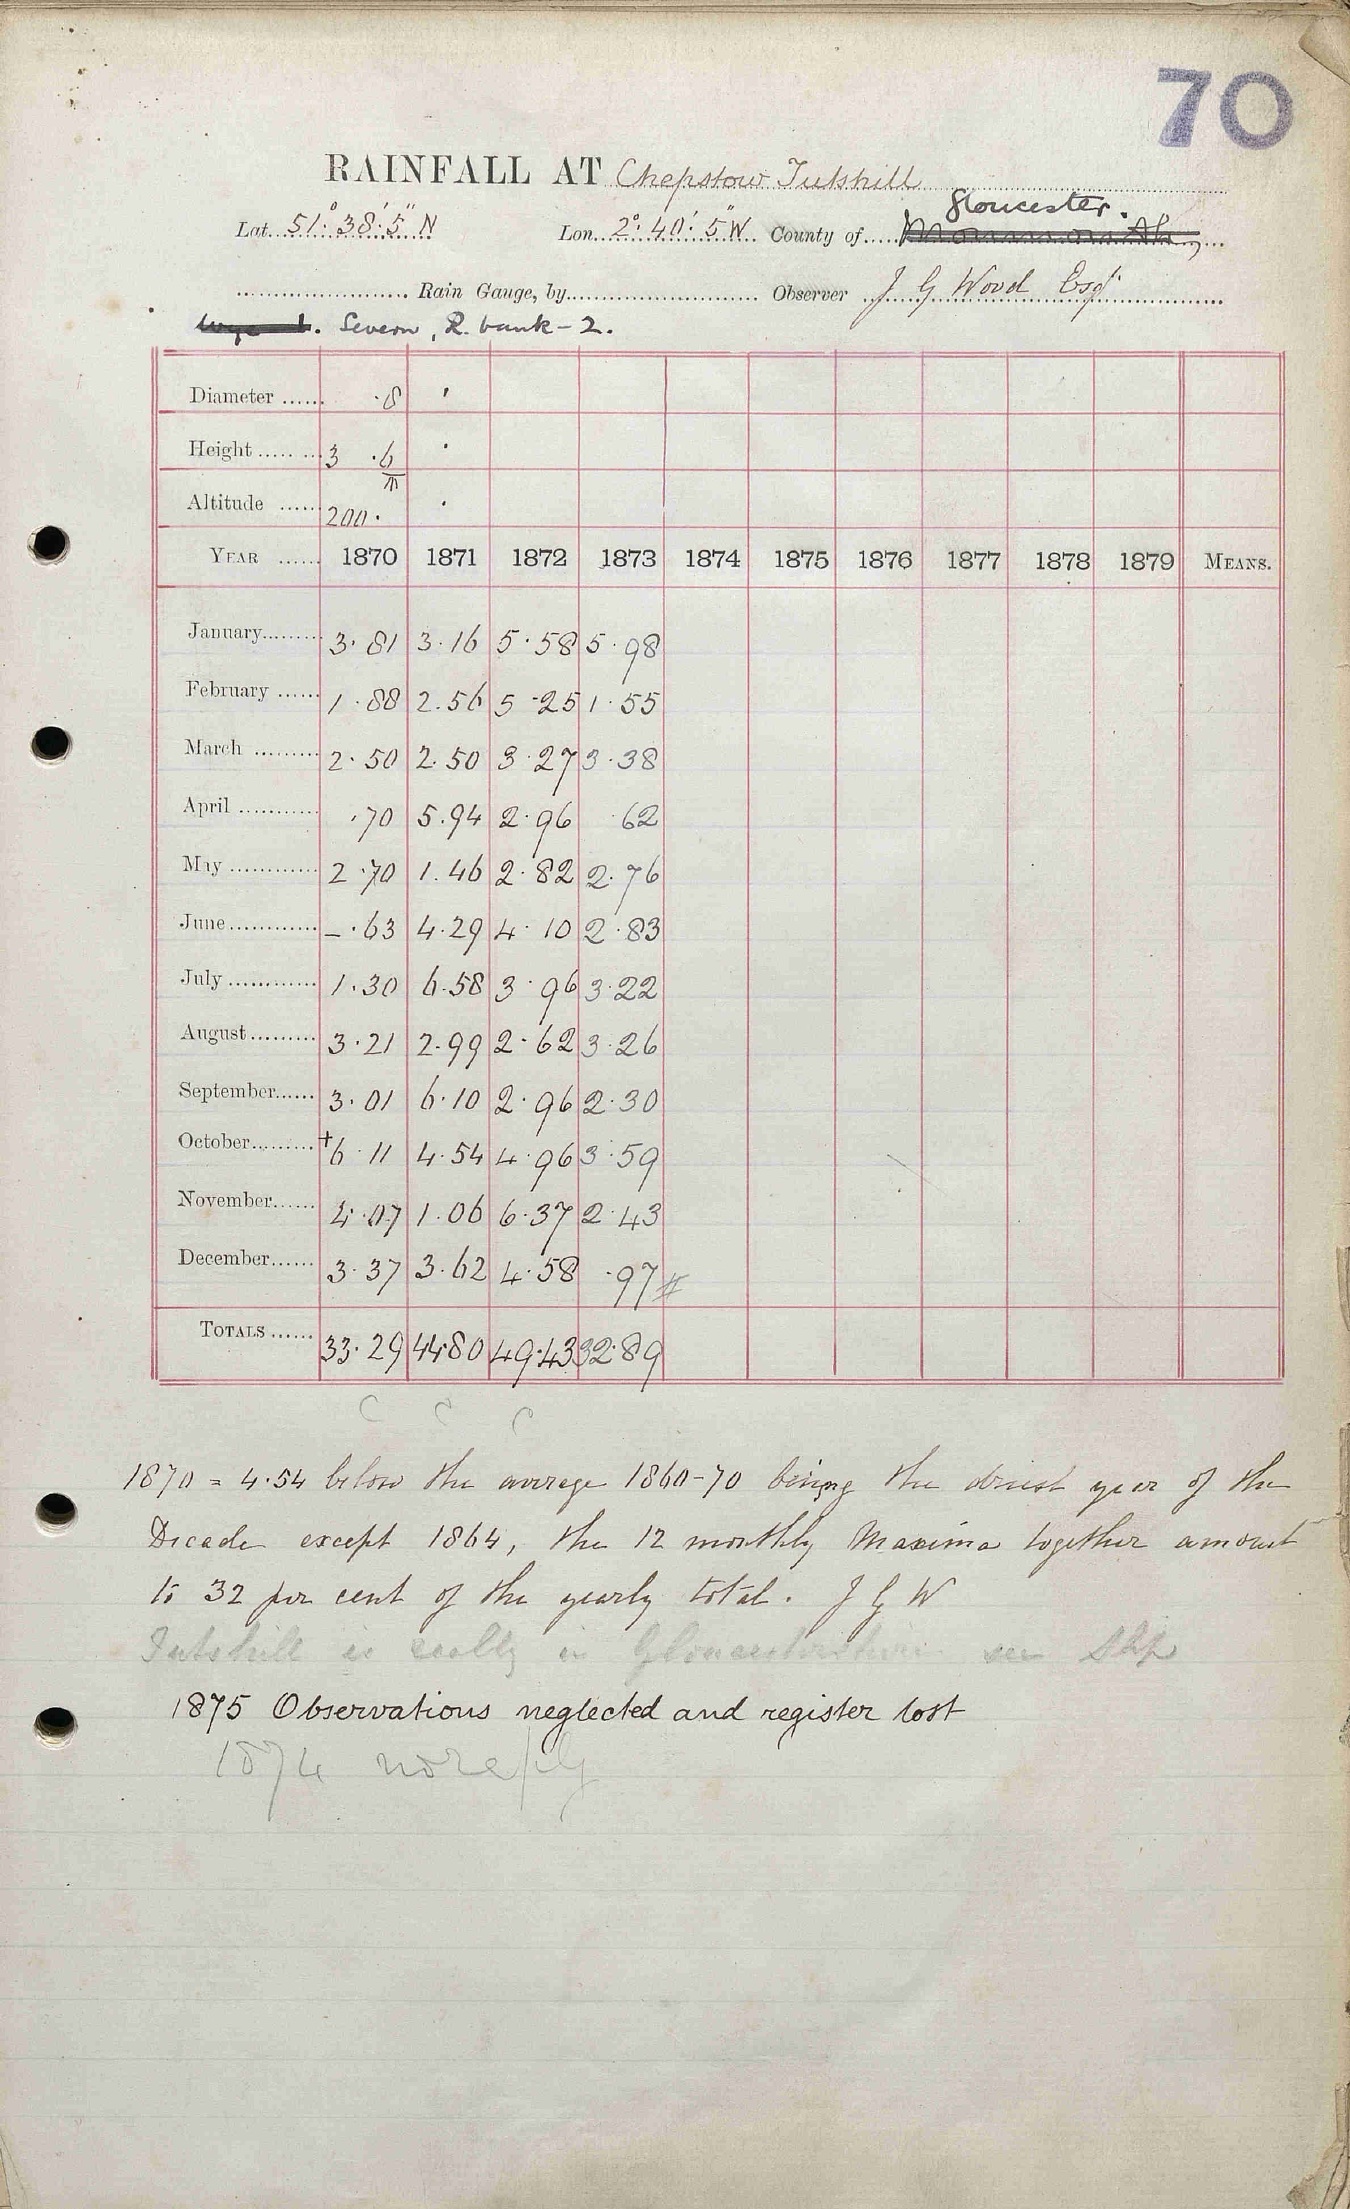 70
RAINFALL AT Chepstow Tutshill
Gloucester.
Lat. 51° 38' 5" N Lon. 2° 40' 5" W County of Monmouth
Rain Gauge, by Observer J G Wood Esqr
Wye 1. Severn, R. bank - 2.
Diameter ...... .8 '
Height ...... 3 .6 '
Altitude ...... 200. '
YEAR ...... 1870 1871 1872 1873 1874 1875 1876 1877 1878 1879 MEANS.
January 3.81 3.16 5.58 5.98
February 1.88 2.56 5.25 1.55
March 2.50 2.50 3.27 3.38
April .70 5.94 2.96 .62
May 2.70 1.46 2.82 2.76
June -.63 4.29 4.10 2.83
July 1.30 6.58 3.96 3.22
August 3.21 2.99 2.62 3.26
September 3.01 6.10 2.96 2.30
October +6.11 4.54 4.96 3.59
November 4.07 1.06 6.37 2.43
December 3.37 3.62 4.58 .97 #
TOTALS 33.29 44.80 49.43 32.89
C C C
1870 = 4.54 below the average 1860-70 being the driest year of the
Decade except 1864, the 12 monthly Maxima together amount
to 32 per cent of the yearly total. J G W
Tutshill is really in Gloucestershire see
1875 Observations neglected and register lost
1874 no reply